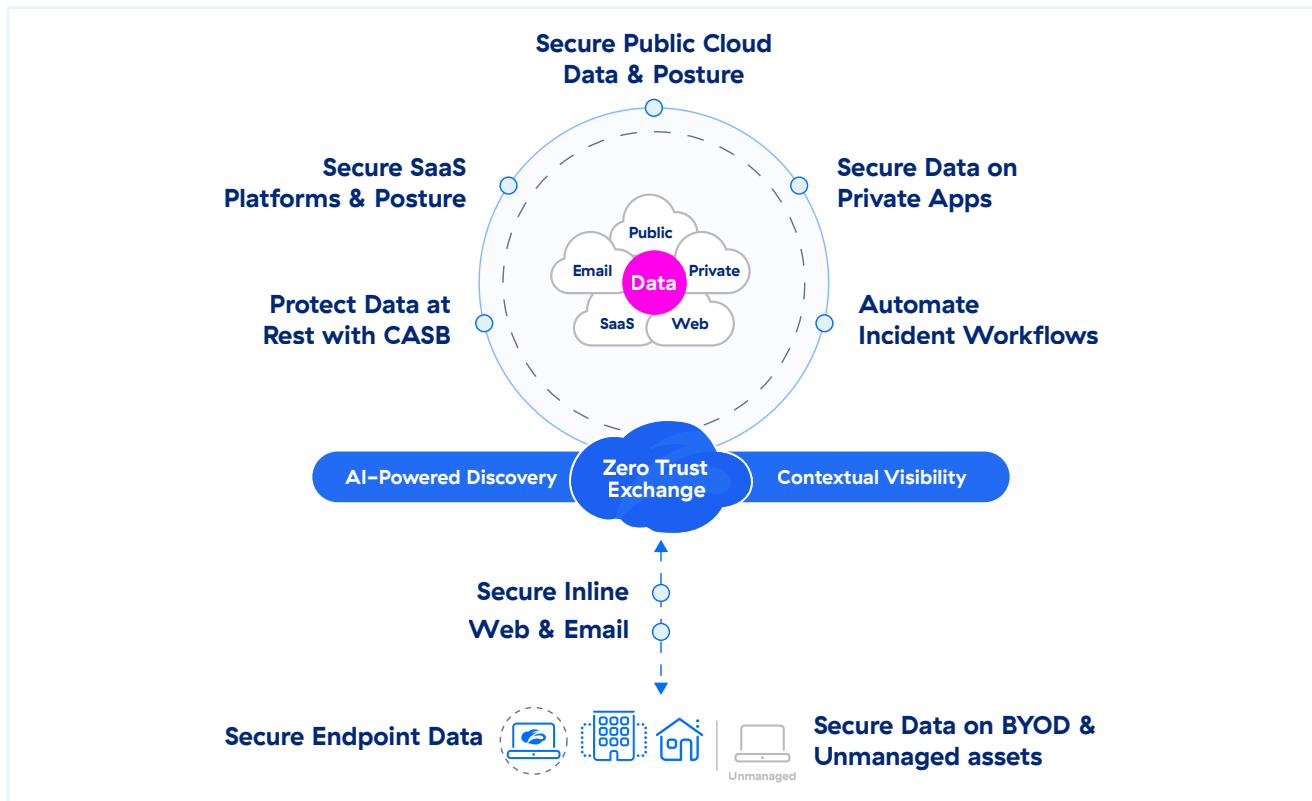 Secure Public Cloud
Data & Posture
Secure SaaS
Platforms & Posture
Secure Data on
Private Apps
Public
Email
Private
Data
SaaS
Web
Protect Data at
Rest with CASB
Automate
Incident Workflows
AI-Powered Discovery
Zero Trust
Exchange
Contextual Visibility
Secure Inline
Web & Email
Secure Endpoint Data
Unmanaged
Secure Data on BYOD &
Unmanaged assets